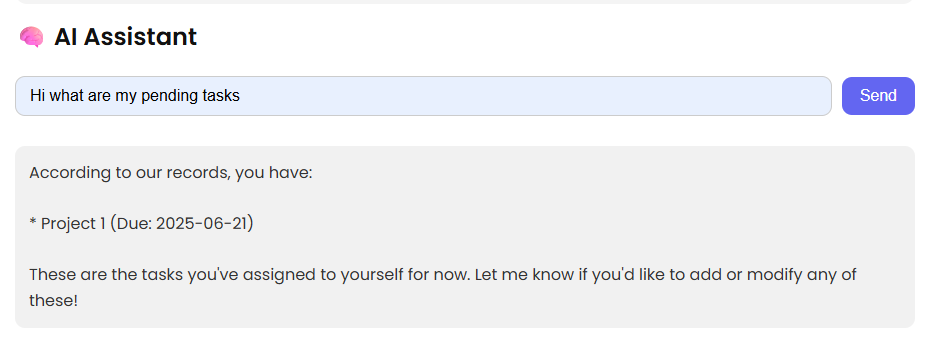 AI Assistant
Hi what are my pending tasks
Send
According to our records, you have:
* Project 1 (Due: 2025-06-21)
These are the tasks you've assigned to yourself for now. Let me know if you'd like to add or modify any of
these!